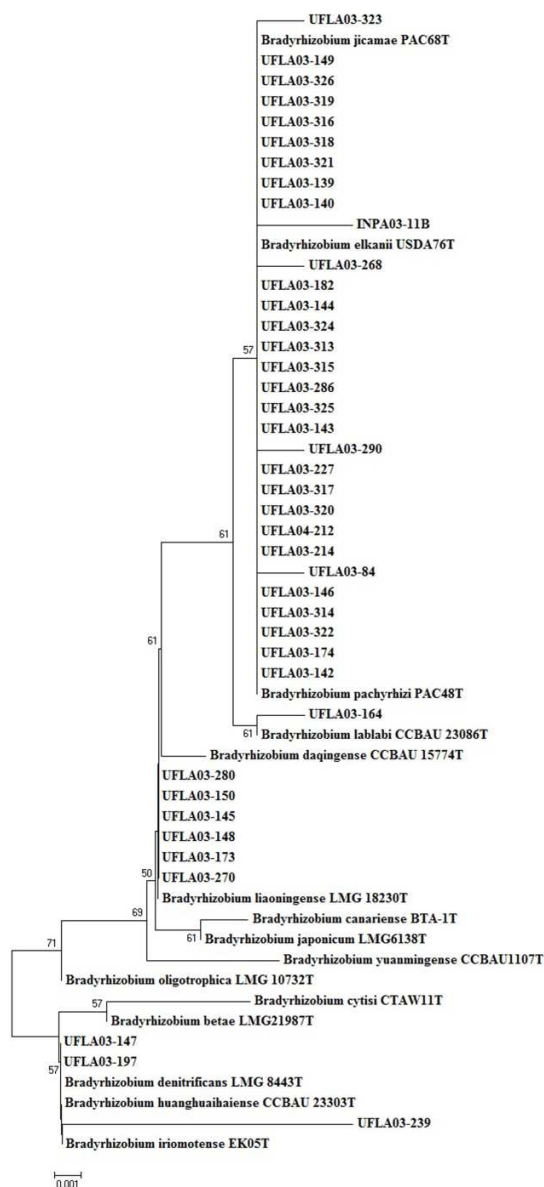 UFLA03-323
Bradyrhizobium jicamae PAC68T
UFLA03-149
UFLA03-326
UFLA03-319
UFLA03-316
UFLA03-318
UFLA03-321
UFLA03-139
UFLA03-140
INPA03-11B
Bradyrhizobium elkanii USDA76T
UFLA03-268
UFLA03-182
UFLA03-144
UFLA03-324
UFLA03-313
57
UFLA03-315
UFLA03-286
UFLA03-325
UFLA03-143
UFLA03-290
UFLA03-227
UFLA03-317
UFLA03-320
61
UFLA04-212
UFLA03-214
UFLA03-84
UFLA03-146
UFLA03-314
UFLA03-322
61
UFLA03-174
UFLA03-142
Bradyrhizobium pachyrhizi PAC48T
UFLA03-164
61
Bradyrhizobium lablabi CCBAU 23086T
Bradyrhizobium daqingense CCBAU 15774T
UFLA03-280
UFLA03-150
UFLA03-145
UFLA03-148
UFLA03-173
50
UFLA03-270
Bradyrhizobium liaoningense LMG 18230T
69
Bradyrhizobium canariense BTA-1T
61
Bradyrhizobium japonicum LMG6138T
71
Bradyrhizobium yuanmingense CCBAU1107T
Bradyrhizobium oligotrophica LMG 10732T
57
Bradyrhizobium cytisi CTAW11T
Bradyrhizobium betae LMG21987T
UFLA03-147
UFLA03-197
57
Bradyrhizobium denitrificans LMG 8443T
Bradyrhizobium huanghuaihaiense CCBAU 23303T
UFLA03-239
Bradyrhizobium iriomotense EK05T
0.001